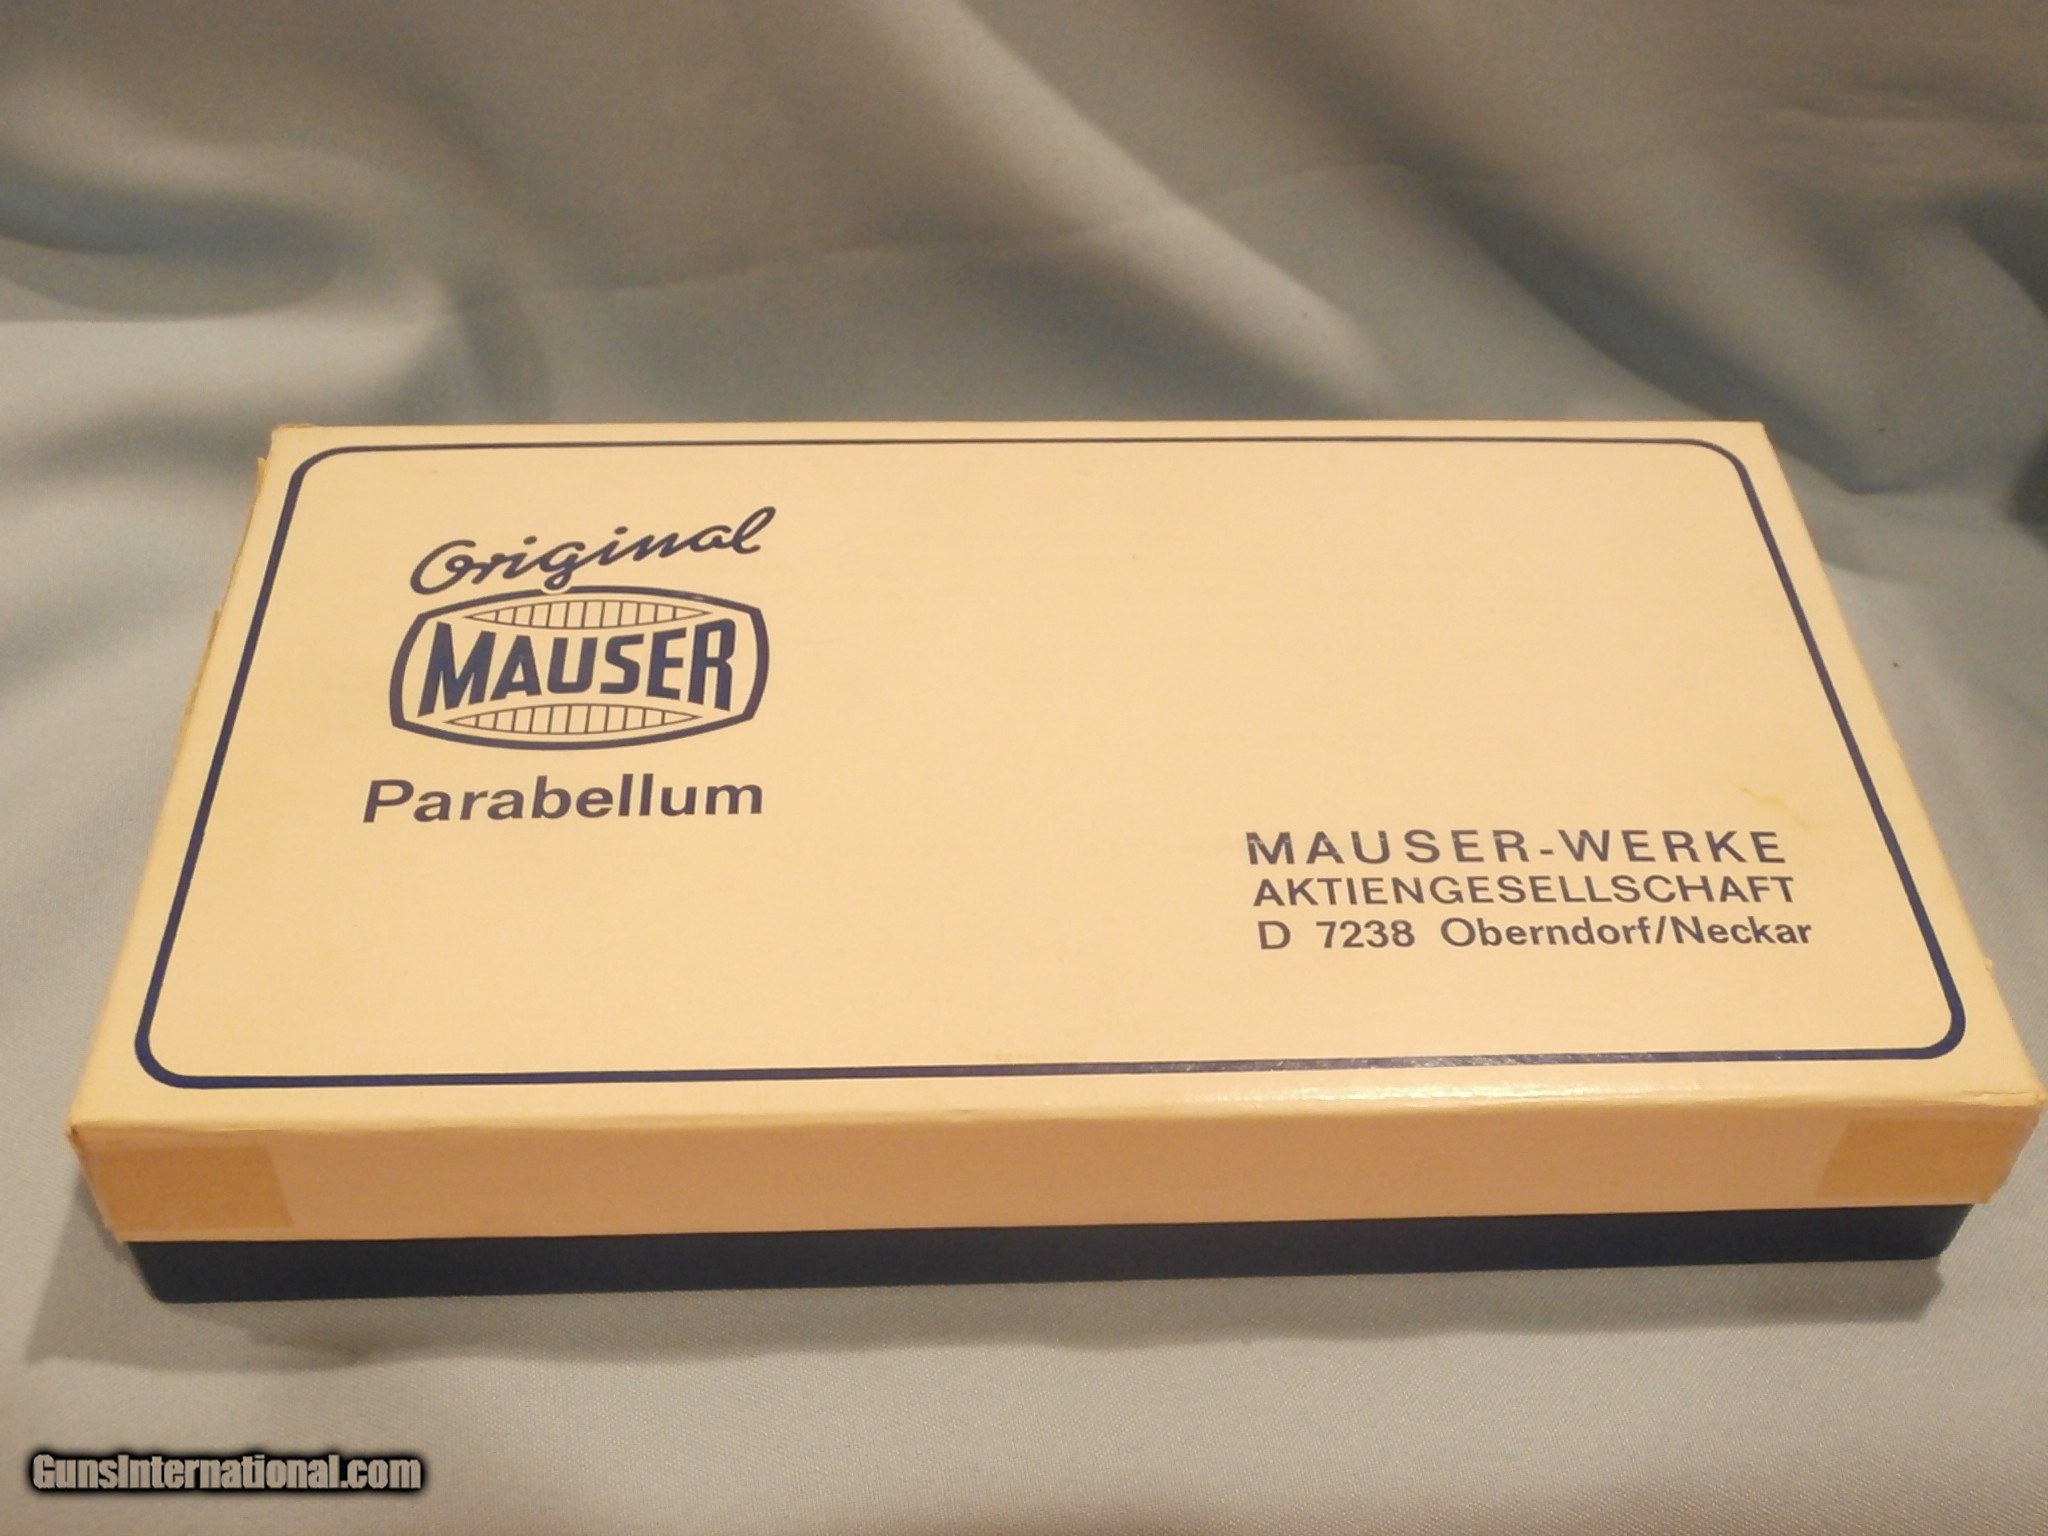 Original
MAUSER
Parabellum
MAUSER-WERKE
AKTIENGESELLSCHAFT
D 7238 Oberndorf/Neckar
GunsInternational.com